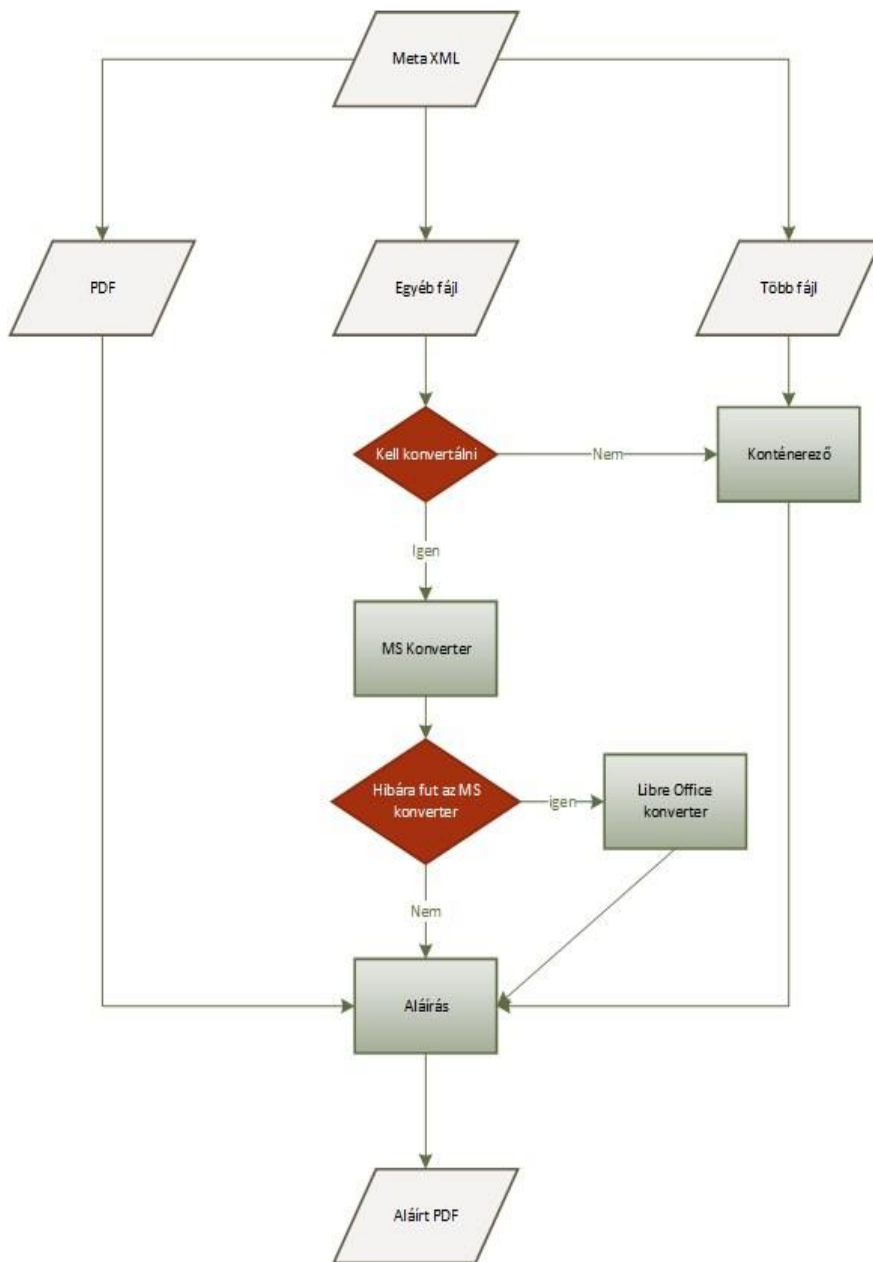 Meta XML
PDF
Egyéb fájl
Több fájl
Kell konvertálni
Nem
Konténerező
Igen
MS Konverter
Hibára fut az MS
konverter
igen
Libre Office
konverter
Nem
Aláírás
Aláírt PDF